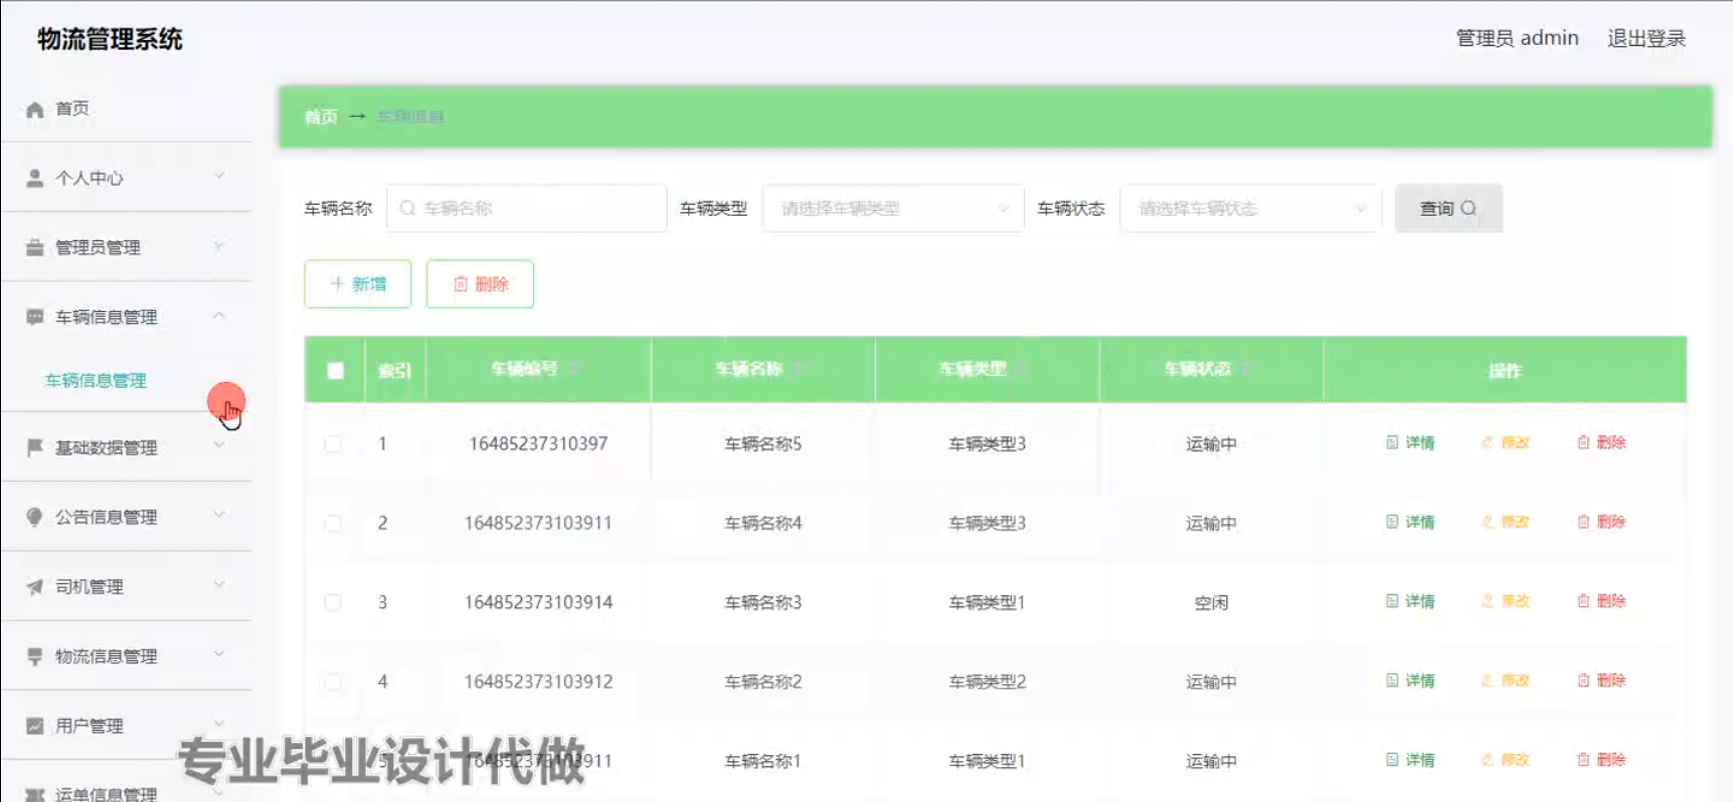 物流管理系统
管理员 admin 退出登录
首页
个人中心
管理员管理
车辆信息管理
车辆信息管理
基础数据管理
公告信息管理
司机管理
物流信息管理
用户管理
运单信息管理
首页 → 车辆信息
车辆名称 车辆名称 车辆类型 请选择车辆类型 车辆状态 请选择车辆状态 查询
新增 删除
索引 车辆编号 车辆名称 车辆类型 车辆状态 操作
1 16485237310397 车辆名称5 车辆类型3 运输中 详情 修改 删除
2 164852373103911 车辆名称4 车辆类型3 运输中 详情 修改 删除
3 164852373103914 车辆名称3 车辆类型1 空闲 详情 修改 删除
4 164852373103912 车辆名称2 车辆类型2 运输中 详情 修改 删除
5 车辆名称1 车辆类型1 运输中 详情 修改 删除
专业毕业设计代做